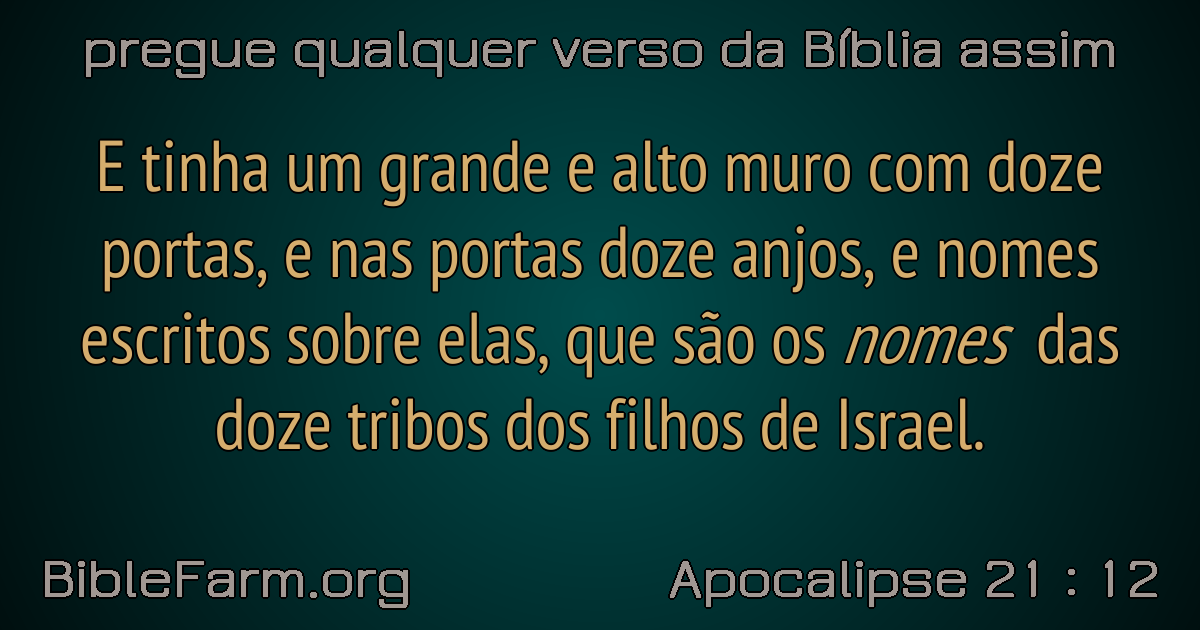 pregue qualquer verso da Bíblia assim
E tinha um grande e alto muro com doze
portas, e nas portas doze anjos, e nomes
escritos sobre elas, que são os nomes das
doze tribos dos filhos de Israel.
BibleFarm.org
Apocalipse 21 : 12